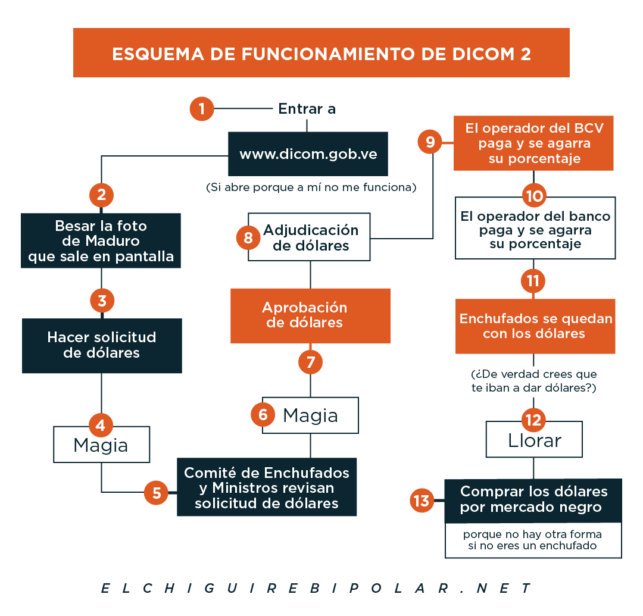 ESQUEMA DE FUNCIONAMIENTO DE DICOM 2
1
Entrar a
www.dicom.gob.ve
(Si abre porque a mí no me funciona)
2
Besar la foto
de Maduro
que sale en pantalla
3
Hacer solicitud
de dólares
4
Magia
5
Comité de Enchufados
y Ministros revisan
solicitud de dólares
6
Magia
7
Aprobación
de dólares
8
Adjudicación
de dólares
9
El operador del BCV
paga y se agarra
su porcentaje
10
El operador del banco
paga y se agarra
su porcentaje
11
Enchufados se quedan
con los dólares
(¿De verdad crees que
te iban a dar dólares?)
12
Llorar
13
Comprar los dólares
por mercado negro
porque no hay otra forma
si no eres un enchufado
ELCHIGUIREBIPOLAR.NET